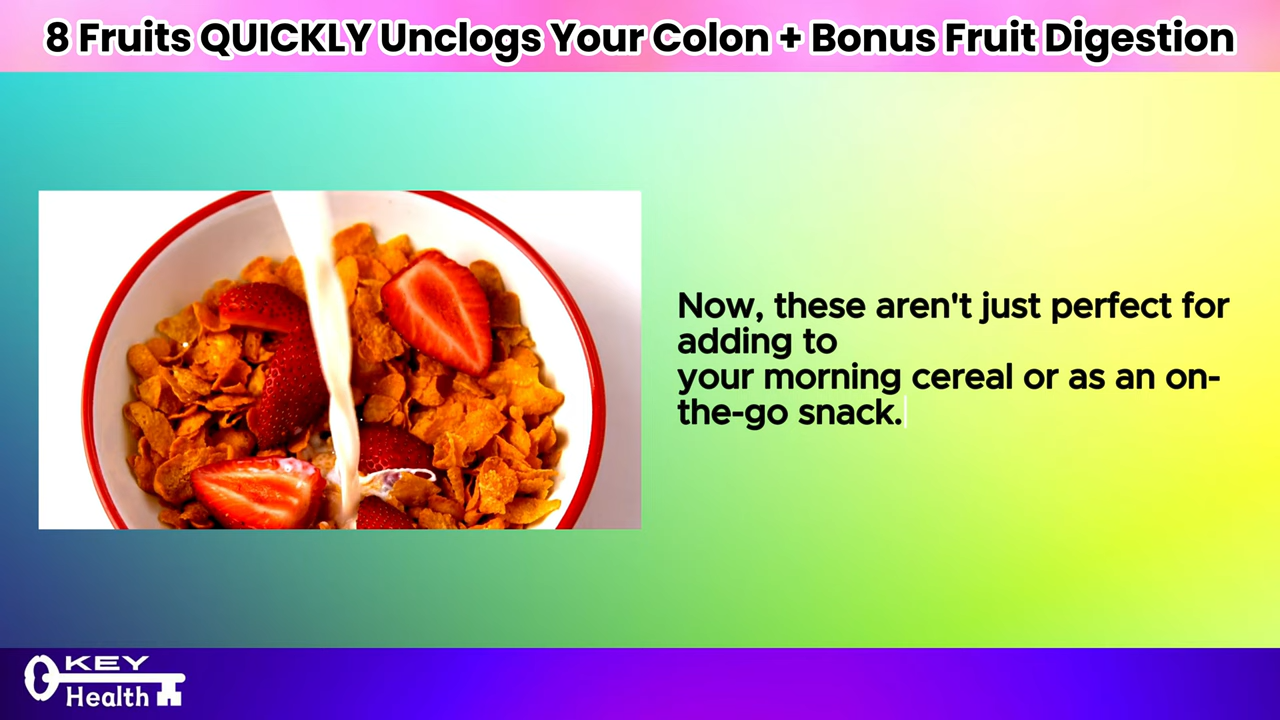 8 Fruits QUICKLY Unclogs Your Colon + Bonus Fruit Digestion
Now, these aren't just perfect for
adding to
your morning cereal or as an on-
the-go snack.
KEY
Health